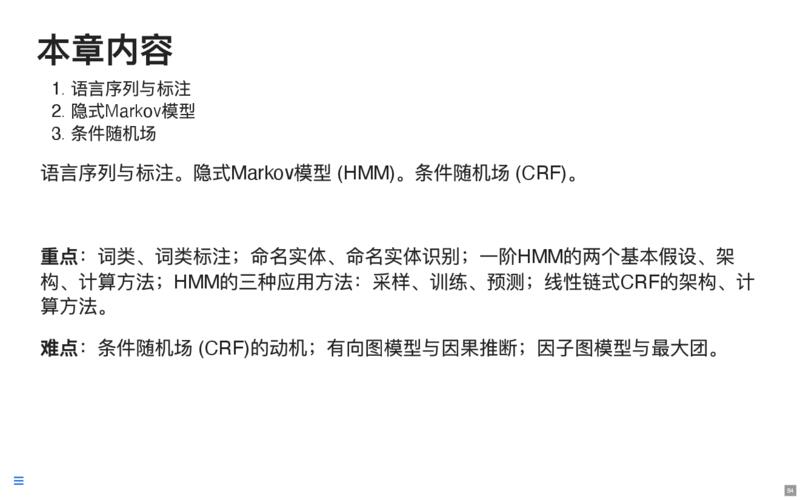 本章内容
1. 语言序列与标注
2. 隐式Markov模型
3. 条件随机场
语言序列与标注。隐式Markov模型 (HMM)。条件随机场 (CRF)。
重点：词类、词类标注；命名实体、命名实体识别；一阶HMM的两个基本假设、架
构、计算方法；HMM的三种应用方法：采样、训练、预测；线性链式CRF的架构、计
算方法。
难点：条件随机场 (CRF)的动机；有向图模型与因果推断；因子图模型与最大团。
94